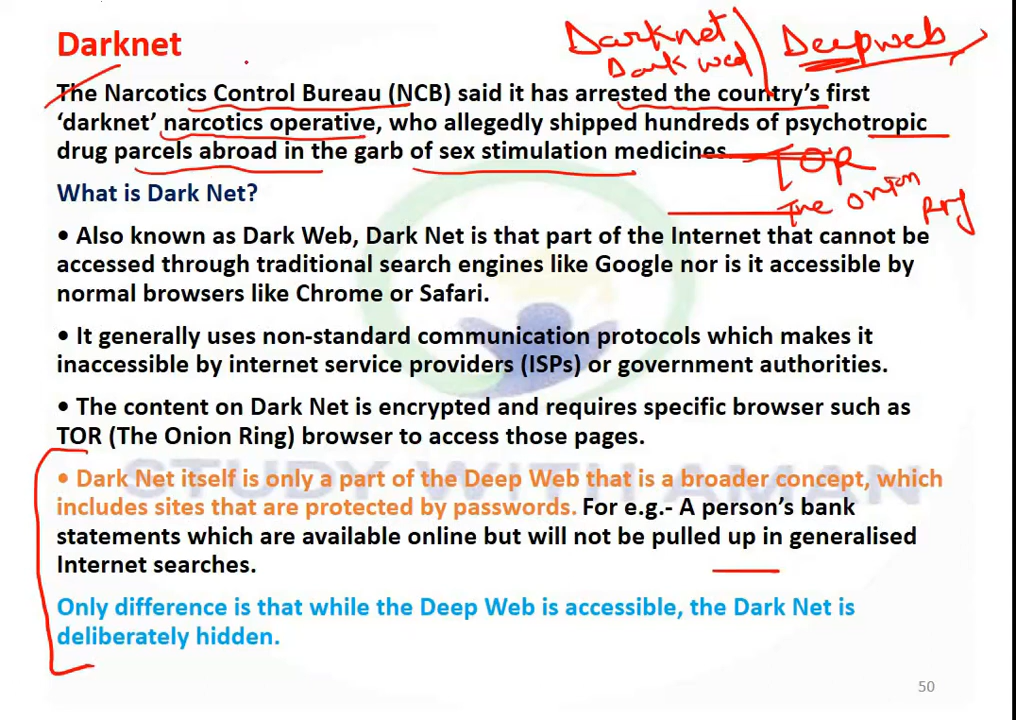 Darknet
Darknet
Dark wed
Deepweb
The Narcotics Control Bureau (NCB) said it has arrested the country's first
'darknet' narcotics operative, who allegedly shipped hundreds of psychotropic
drug parcels abroad in the garb of sex stimulation medicines.
TOR
The Onion
Ring
What is Dark Net?
• Also known as Dark Web, Dark Net is that part of the Internet that cannot be
accessed through traditional search engines like Google nor is it accessible by
normal browsers like Chrome or Safari.
• It generally uses non-standard communication protocols which makes it
inaccessible by internet service providers (ISPs) or government authorities.
• The content on Dark Net is encrypted and requires specific browser such as
TOR (The Onion Ring) browser to access those pages.
STUDY WITH AMAN
• Dark Net itself is only a part of the Deep Web that is a broader concept, which
includes sites that are protected by passwords. For e.g.- A person's bank
statements which are available online but will not be pulled up in generalised
Internet searches.
Only difference is that while the Deep Web is accessible, the Dark Net is
deliberately hidden.
50